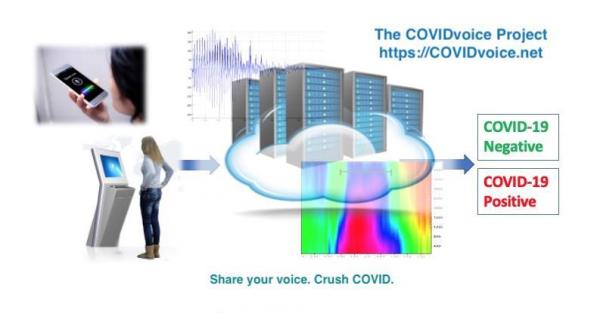 The COVIDvoice Project
https://COVIDvoice.net
COVID-19
Negative
COVID-19
Positive
Share your voice. Crush COVID.